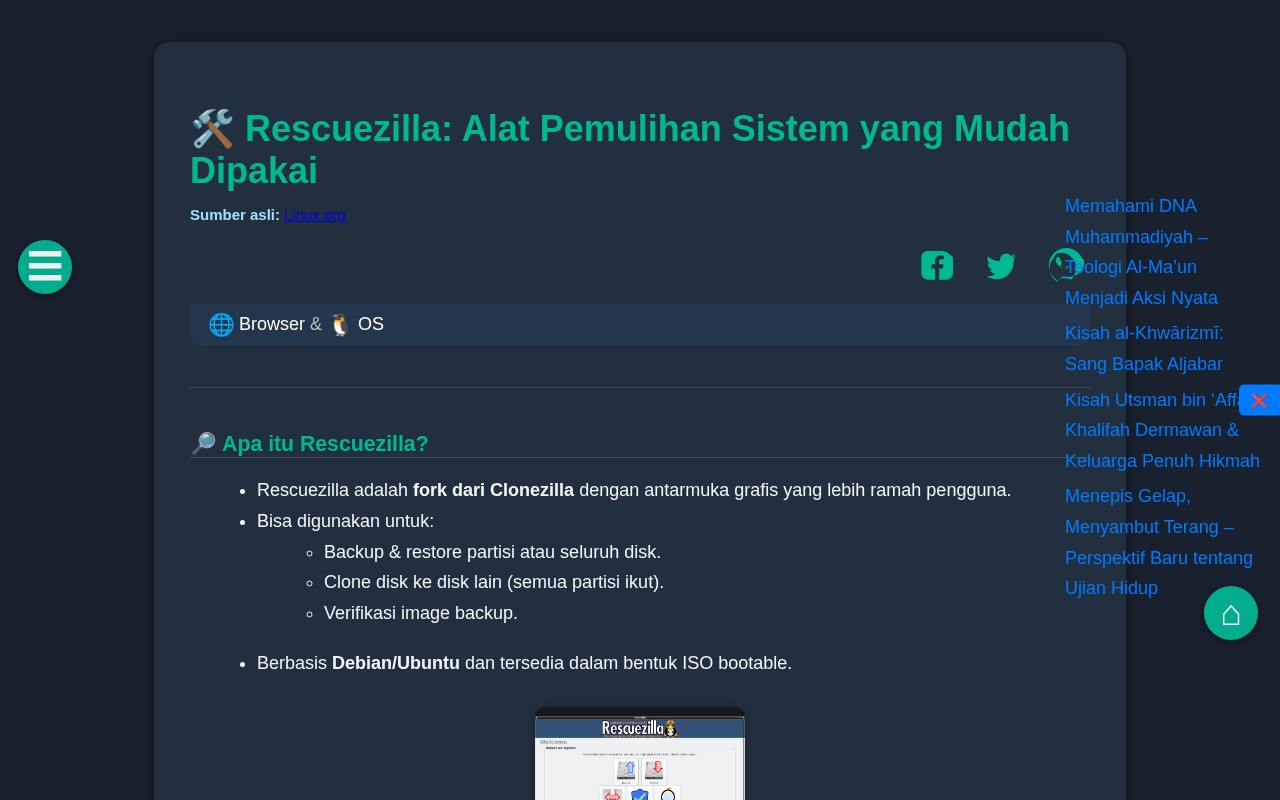 🛠️ Rescuezilla: Alat Pemulihan Sistem yang Mudah
Dipakai
Sumber asli: Linux.org
🌐 Browser & 🐧 OS
🔎 Apa itu Rescuezilla?
• Rescuezilla adalah fork dari Clonezilla dengan antarmuka grafis yang lebih ramah pengguna.
• Bisa digunakan untuk:
◦ Backup & restore partisi atau seluruh disk.
◦ Clone disk ke disk lain (semua partisi ikut).
◦ Verifikasi image backup.
• Berbasis Debian/Ubuntu dan tersedia dalam bentuk ISO bootable.
Rescuezilla
Welcome
Memahami DNA
Muhammadiyah –
Teologi Al-Ma’un
Menjadi Aksi Nyata
Kisah al-Khwārizmī:
Sang Bapak Aljabar
Kisah Utsman bin
Khalifah Dermawan &
Keluarga Penuh Hikmah
Menepis Gelap,
Menyambut Terang –
Perspektif Baru tentang
Ujian Hidup